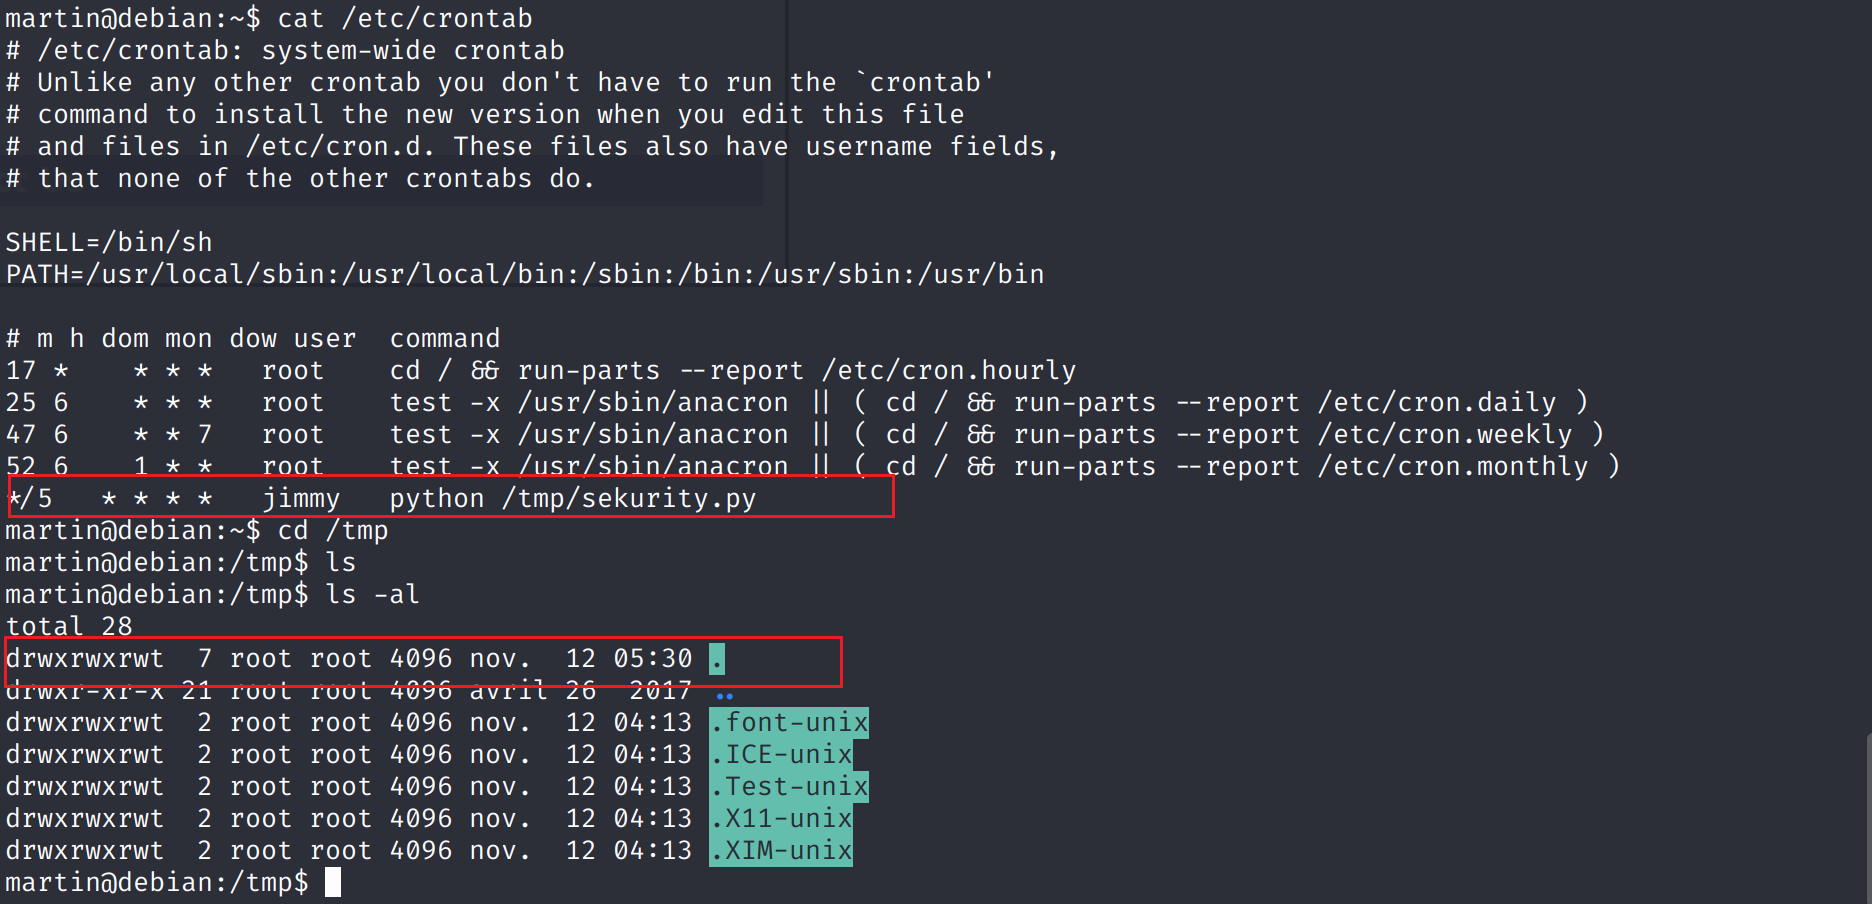 martin@debian:~$ cat /etc/crontab
# /etc/crontab: system-wide crontab
# Unlike any other crontab you don't have to run the `crontab'
# command to install the new version when you edit this file
# and files in /etc/cron.d. These files also have username fields,
# that none of the other crontabs do.
SHELL=/bin/sh
PATH=/usr/local/sbin:/usr/local/bin:/sbin:/bin:/usr/sbin:/usr/bin
# m h dom mon dow user  command
17 *    * * *   root    cd / && run-parts --report /etc/cron.hourly
25 6    * * *   root    test -x /usr/sbin/anacron || ( cd / && run-parts --report /etc/cron.daily )
47 6    * * 7   root    test -x /usr/sbin/anacron || ( cd / && run-parts --report /etc/cron.weekly )
52 6    1 * *   root    test -x /usr/sbin/anacron || ( cd / && run-parts --report /etc/cron.monthly )
*/5   * * * *   jimmy   python /tmp/sekurity.py
martin@debian:~$ cd /tmp
martin@debian:/tmp$ ls
martin@debian:/tmp$ ls -al
total 28
drwxrwxrwt  7 root root 4096 nov.  12 05:30 .
drwxr-xr-x 21 root root 4096 avril 26  2017 ..
drwxrwxrwt  2 root root 4096 nov.  12 04:13 .font-unix
drwxrwxrwt  2 root root 4096 nov.  12 04:13 .ICE-unix
drwxrwxrwt  2 root root 4096 nov.  12 04:13 .Test-unix
drwxrwxrwt  2 root root 4096 nov.  12 04:13 .X11-unix
drwxrwxrwt  2 root root 4096 nov.  12 04:13 .XIM-unix
martin@debian:/tmp$